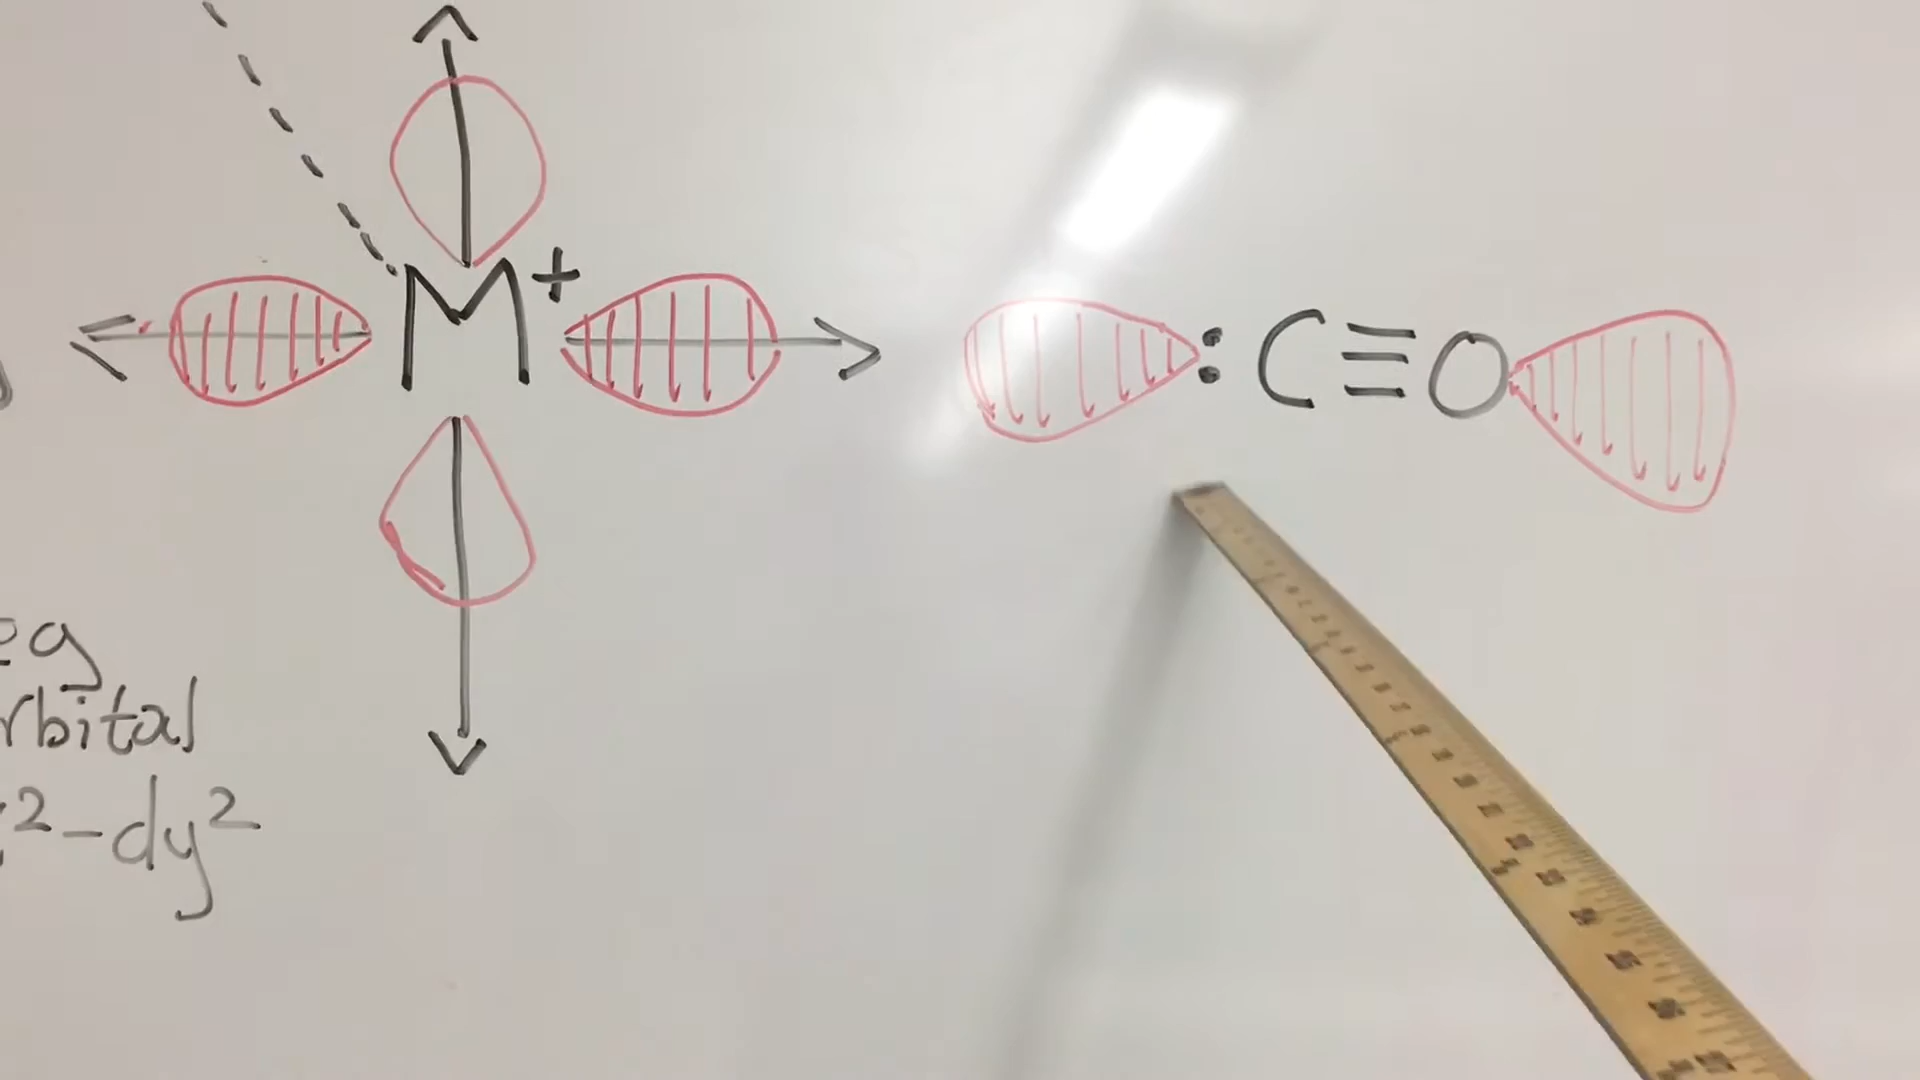 M+ :C≡O
eg
rbital
2-dy2